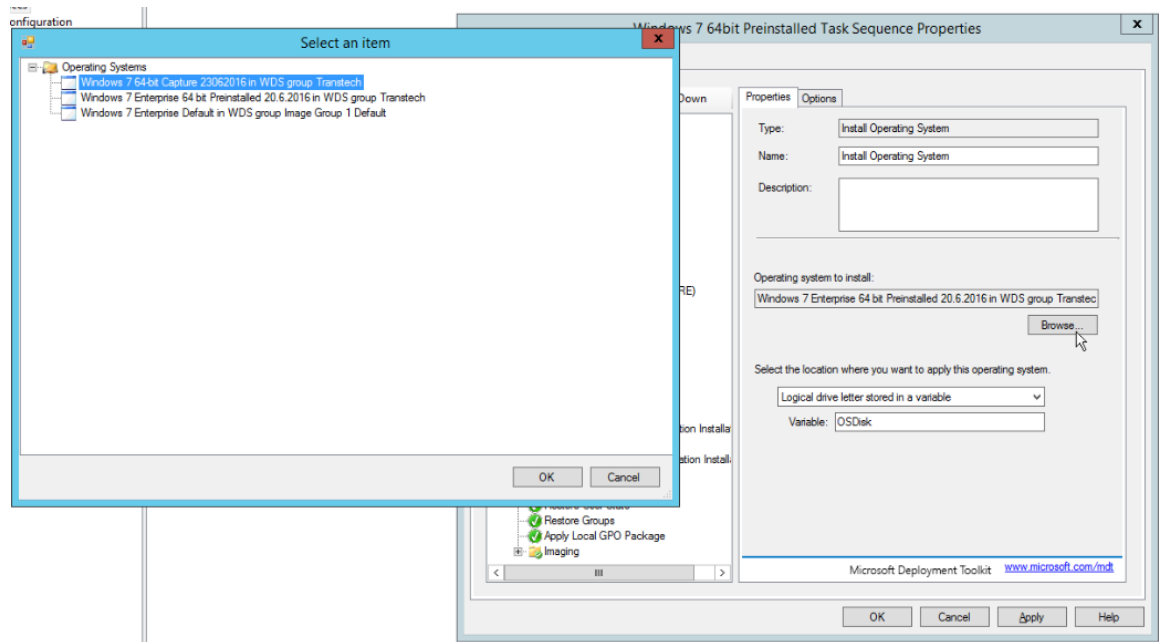 onfiguration
Select an item
Operating Systems
Windows 7 64-bit Capture 23062016 in WDS group Transtech
Windows 7 Enterprise 64 bit Preinstalled 20.6.2016 in WDS group Transtech
Windows 7 Enterprise Default in WDS group Image Group 1 Default
OK Cancel
Windows 7 64bit Preinstalled Task Sequence Properties
Down
RE)
tion Installa
ation Install
Restore Groups
Apply Local GPO Package
Imaging
Properties Options
Type: Install Operating System
Name: Install Operating System
Description:
Operating system to install:
Windows 7 Enterprise 64 bit Preinstalled 20.6.2016 in WDS group Transtec
Browse...
Select the location where you want to apply this operating system.
Logical drive letter stored in a variable
Variable: OSDisk
Microsoft Deployment Toolkit www.microsoft.com/mdt
OK Cancel Apply Help